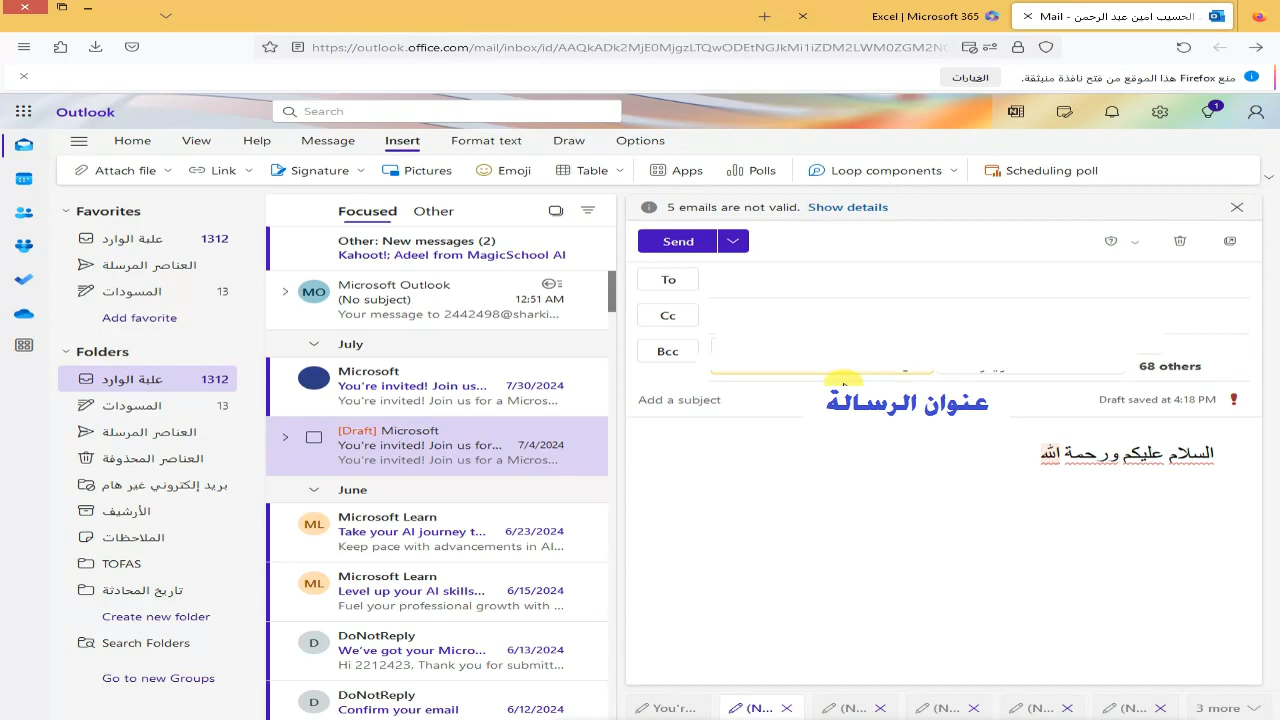 Excel | Microsoft 365
Mail - الحسيب امين عبد الرحمن...
https://outlook.office.com/mail/inbox/id/AAQkADk2MjE0MjgzLTQwODEtNGJkMi1iZDM2LWM0ZGM2NC
منع Firefox هذا الموقع من فتح نافذة منبثقة.
الخيارات
Outlook
Search
1
Home
View
Help
Message
Insert
Format text
Draw
Options
Attach file
Link
Signature
Pictures
Emoji
Table
Apps
Polls
Loop components
Scheduling poll
Favorites
علبة الوارد 1312
العناصر المرسلة
المسودات 13
Add favorite
Folders
علبة الوارد 1312
المسودات 13
العناصر المرسلة
العناصر المحذوفة
بريد إلكتروني غير هام
الأرشيف
الملاحظات
TOFAS
تاريخ المحادثة
Create new folder
Search Folders
Go to new Groups
Focused
Other
Other: New messages (2)
Kahoot!; Adeel from MagicSchool AI
MO
Microsoft Outlook
(No subject) 12:51 AM
Your message to 2442498@sharki...
July
Microsoft
You're invited! Join us... 7/30/2024
You're invited! Join us for a Micros...
[Draft] Microsoft
You're invited! Join us for... 7/4/2024
You're invited! Join us for a Micros...
June
ML
Microsoft Learn
Take your AI journey t... 6/23/2024
Keep pace with advancements in AI...
ML
Microsoft Learn
Level up your AI skills... 6/15/2024
Fuel your professional growth with ...
D
DoNotReply
We've got your Micro... 6/13/2024
Hi 2212423, Thank you for submitt...
D
DoNotReply
Confirm your email 6/12/2024
5 emails are not valid. Show details
Send
To
Cc
Bcc
68 others
Add a subject
عنوان الرسالة
Draft saved at 4:18 PM
السلام عليكم ورحمة الله
You'r...
(N...
(N...
(N...
(N...
(N...
3 more